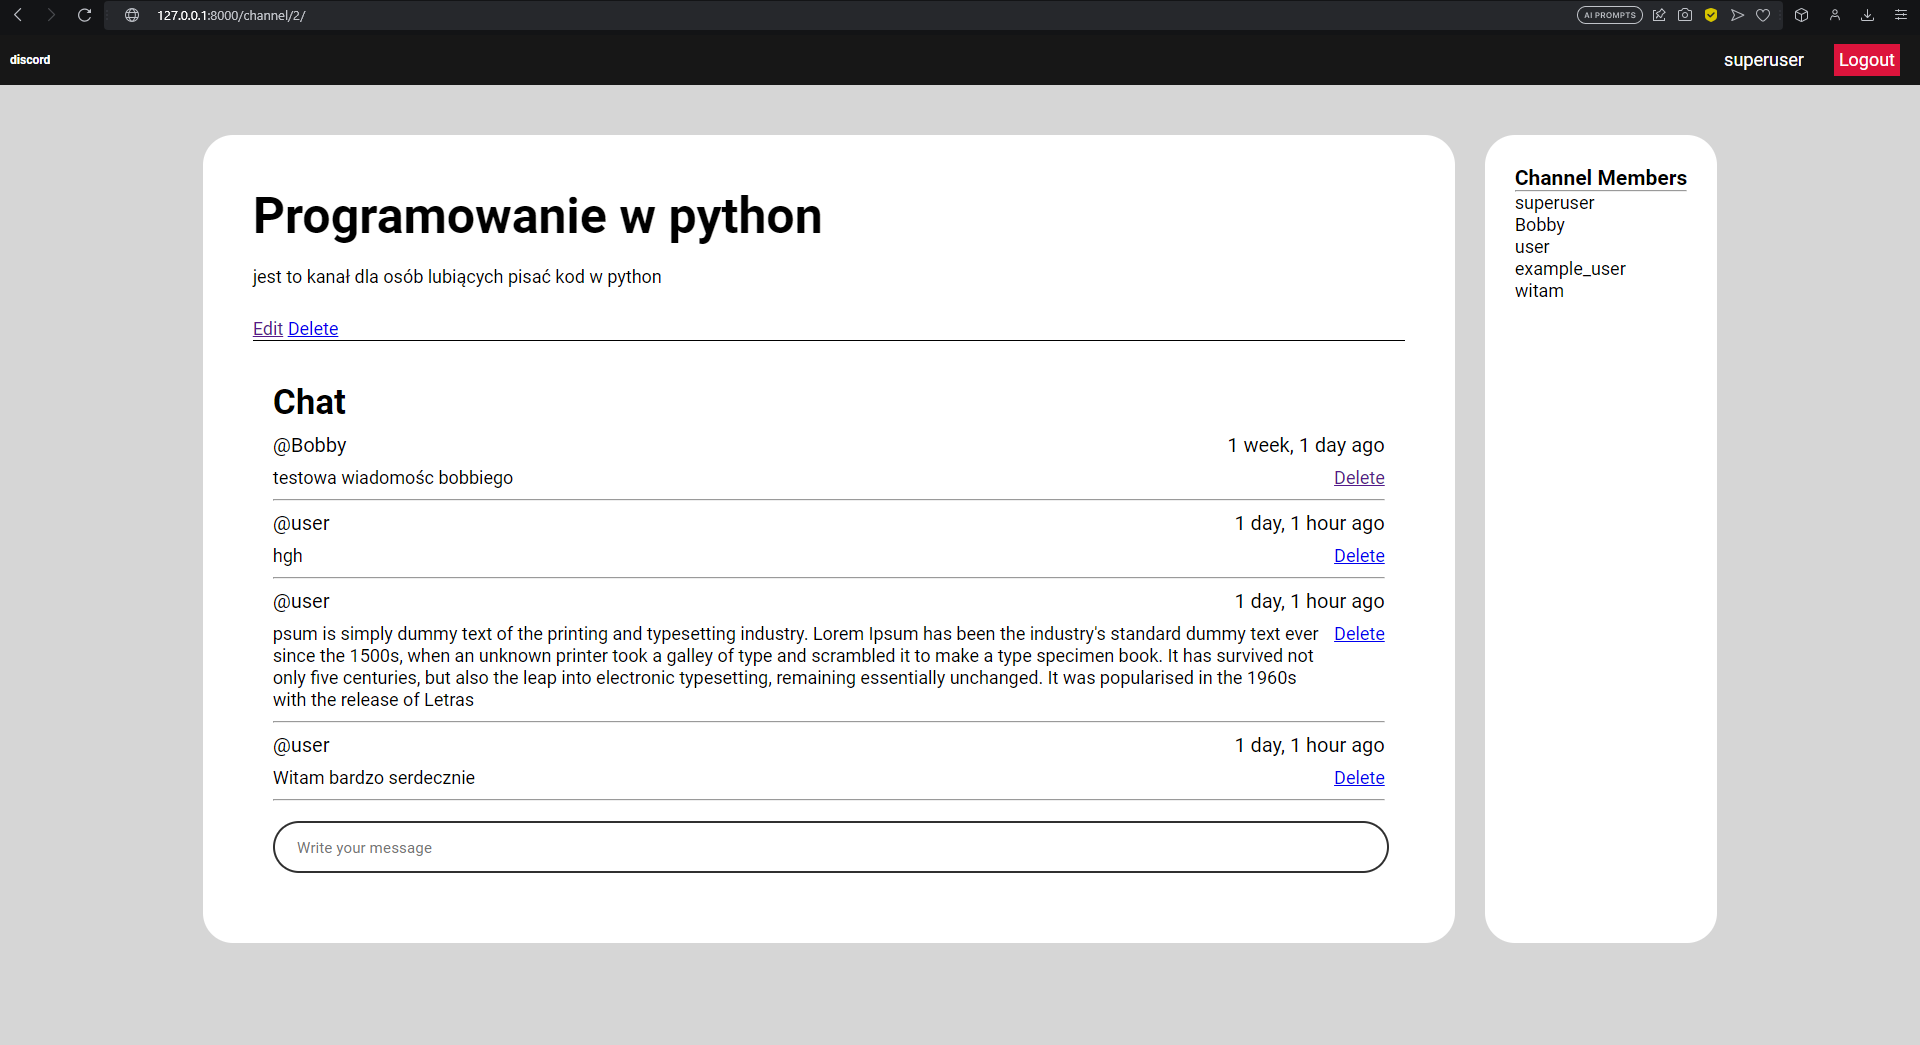 127.0.0.1:8000/channel/2/
AI PROMPTS
discord
superuser
Logout
Programowanie w python
jest to kanał dla osób lubiących pisać kod w python
Edit Delete
Chat
@Bobby
1 week, 1 day ago
testowa wiadomośc bobbiego
Delete
@user
1 day, 1 hour ago
hgh
Delete
@user
1 day, 1 hour ago
psum is simply dummy text of the printing and typesetting industry. Lorem Ipsum has been the industry's standard dummy text ever
Delete
since the 1500s, when an unknown printer took a galley of type and scrambled it to make a type specimen book. It has survived not
only five centuries, but also the leap into electronic typesetting, remaining essentially unchanged. It was popularised in the 1960s
with the release of Letras
@user
1 day, 1 hour ago
Witam bardzo serdecznie
Delete
Write your message
Channel Members
superuser
Bobby
user
example_user
witam